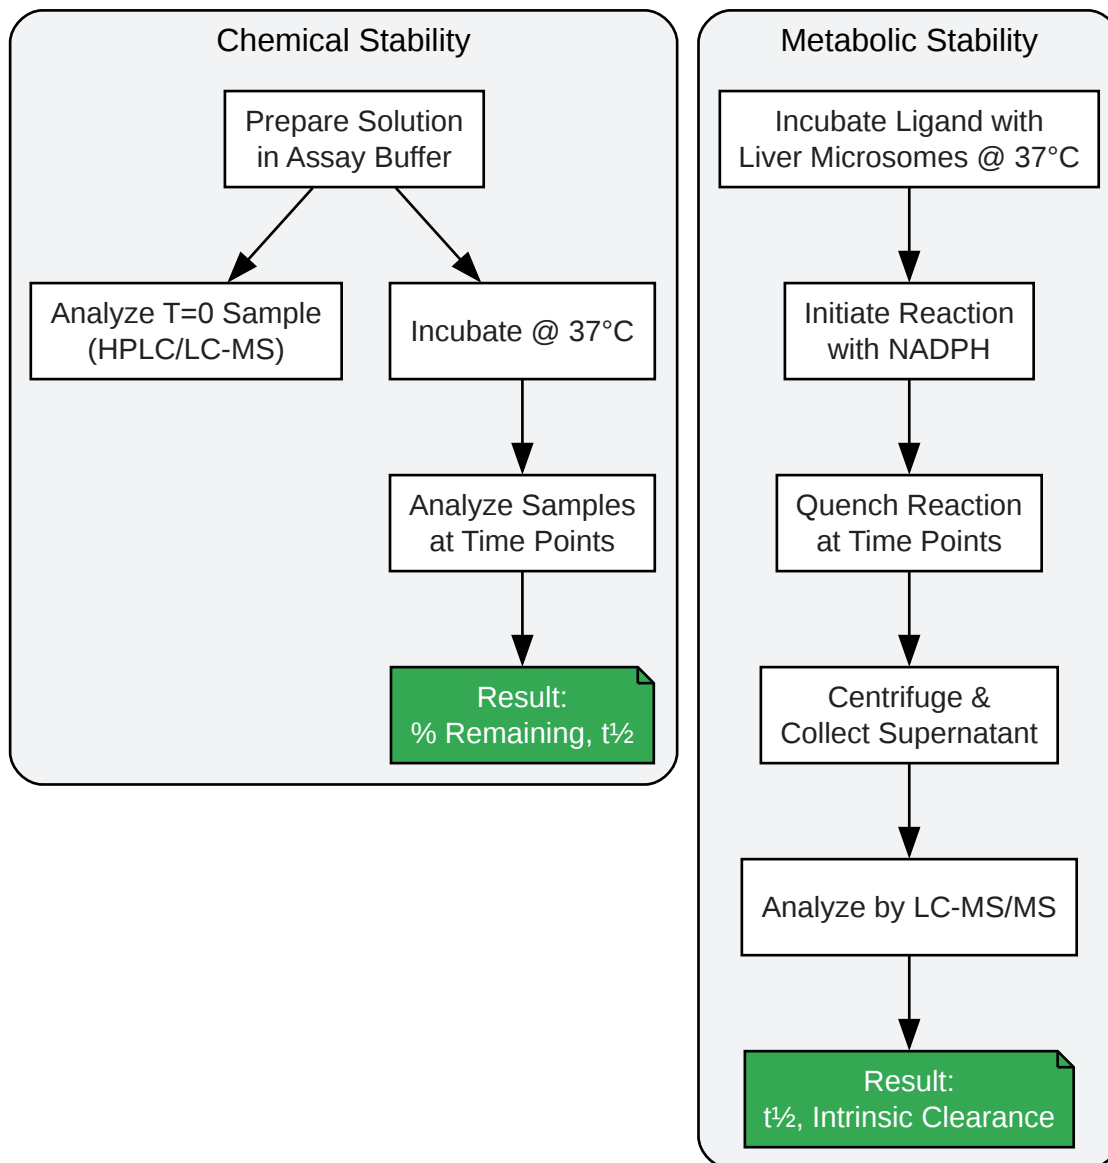 Chemical Stability
Prepare Solution
in Assay Buffer
Analyze T=0 Sample
(HPLC/LC-MS)
Incubate @ 37°C
Analyze Samples
at Time Points
Result:
% Remaining, t½
Metabolic Stability
Incubate Ligand with
Liver Microsomes @ 37°C
Initiate Reaction
with NADPH
Quench Reaction
at Time Points
Centrifuge &
Collect Supernatant
Analyze by LC-MS/MS
Result:
t½, Intrinsic Clearance